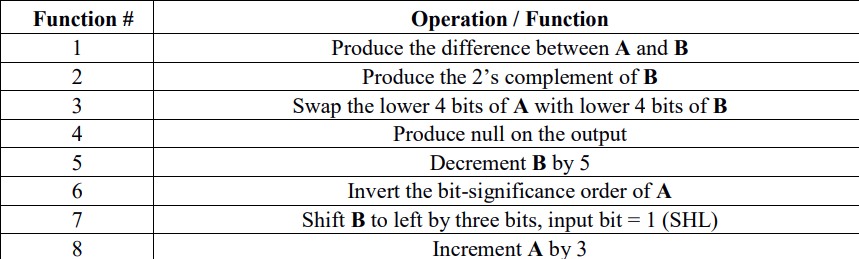 Function # Operation / Function
1 Produce the difference between A and B
2 Produce the 2’s complement of B
3 Swap the lower 4 bits of A with lower 4 bits of B
4 Produce null on the output
5 Decrement B by 5
6 Invert the bit-significance order of A
7 Shift B to left by three bits, input bit = 1 (SHL)
8 Increment A by 3